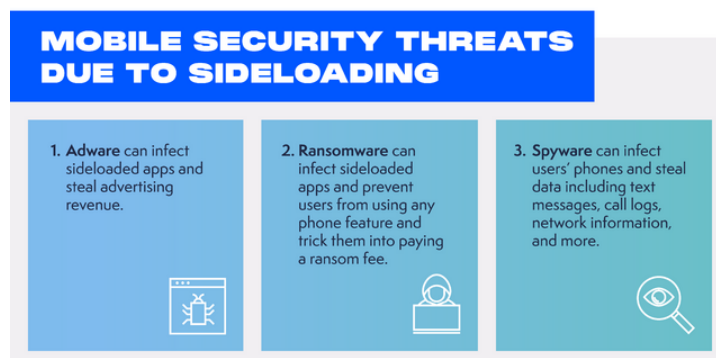 MOBILE SECURITY THREATS
DUE TO SIDELOADING
1. Adware can infect
sideloaded apps and
steal advertising
revenue.
2. Ransomware can
infect sideloaded
apps and prevent
users from using any
phone feature and
trick them into paying
a ransom fee.
3. Spyware can infect
users' phones and steal
data including text
messages, call logs,
network information,
and more.